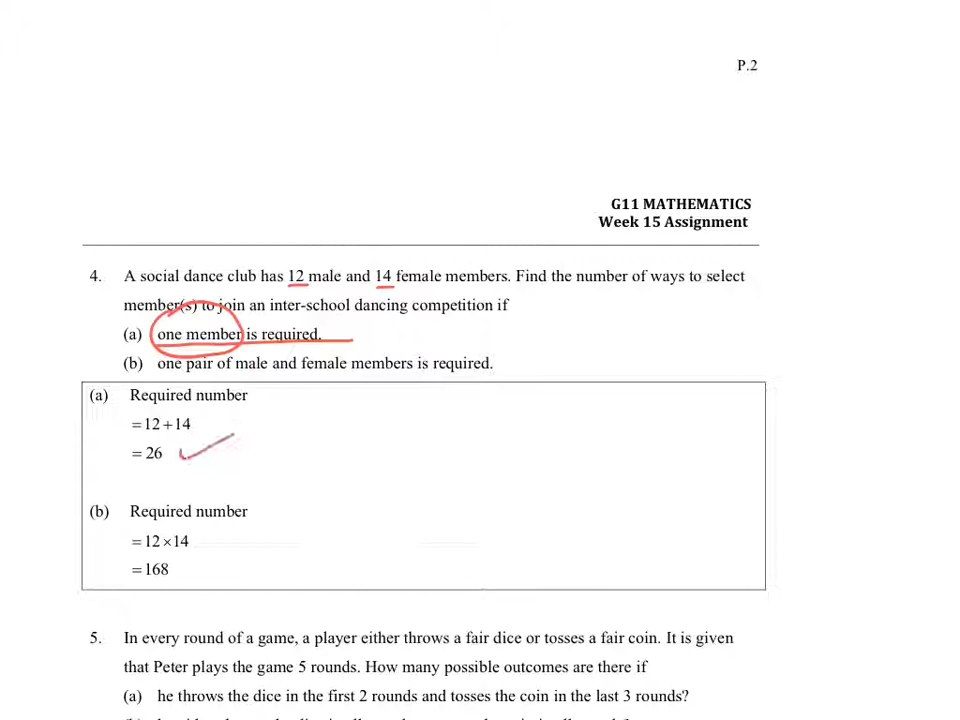 P.2
G11 MATHEMATICS
Week 15 Assignment
4. A social dance club has 12 male and 14 female members. Find the number of ways to select
member(s) to join an inter-school dancing competition if
(a) one member is required.
(b) one pair of male and female members is required.
(a) Required number
= 12 + 14
= 26
(b) Required number
= 12 × 14
= 168
5. In every round of a game, a player either throws a fair dice or tosses a fair coin. It is given
that Peter plays the game 5 rounds. How many possible outcomes are there if
(a) he throws the dice in the first 2 rounds and tosses the coin in the last 3 rounds?